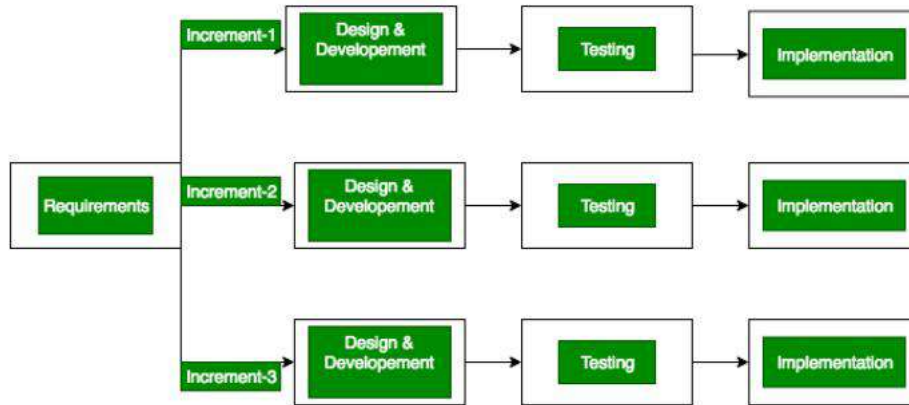 Increment-1
Design &
Developement
Testing
Implementation
Requirements
Increment-2
Design &
Developement
Testing
Implementation
Increment-3
Design &
Developement
Testing
Implementation